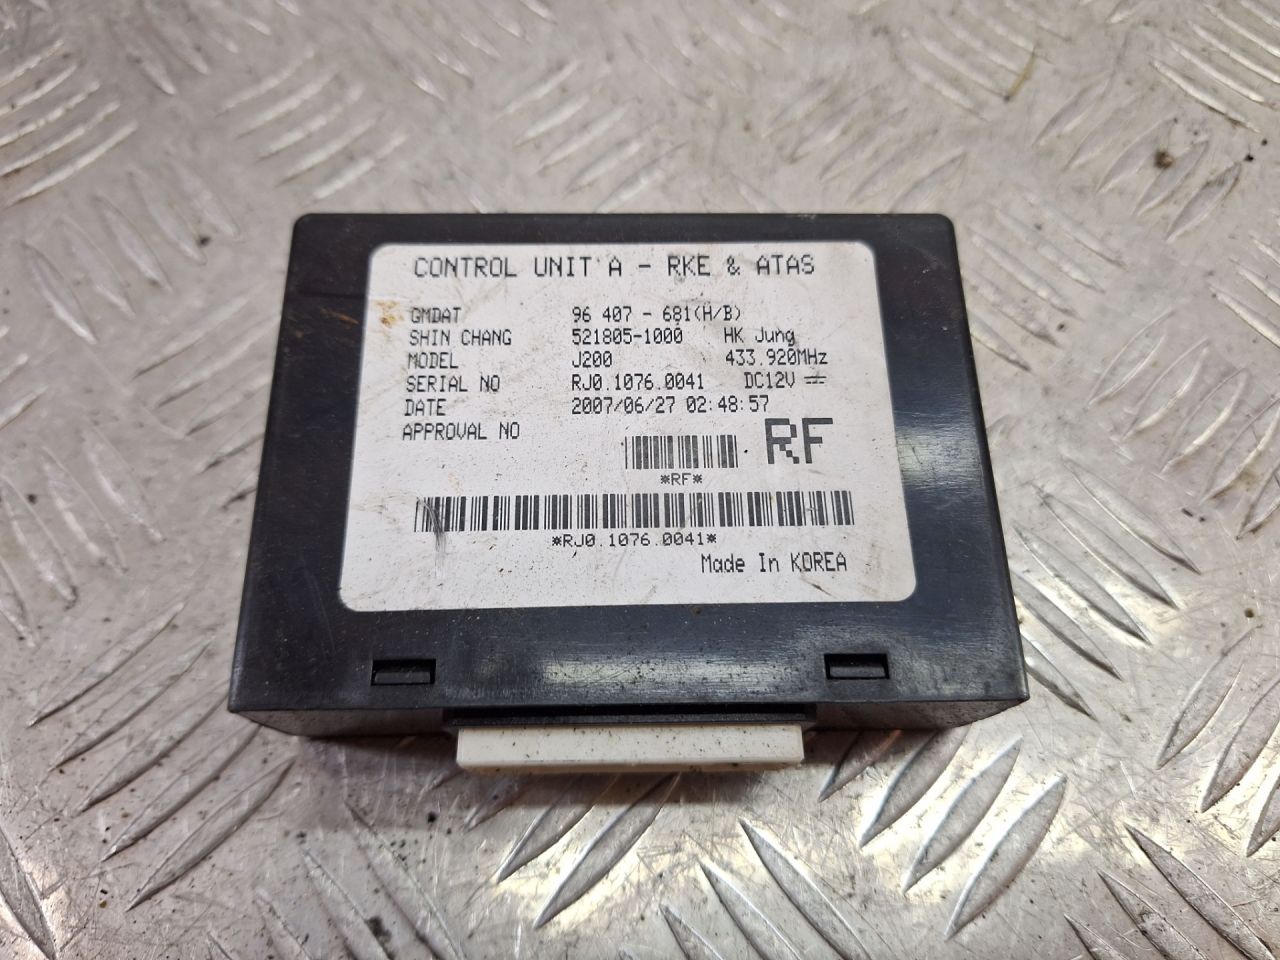 CONTROL UNIT A - RKE & ATAS
GMDAT 96 407 - 681(H/B)
SHIN CHANG 521805-1000 HK Jung
MODEL J200 433.920MHz
SERIAL NO RJ0.1076.0041 DC12V ⎓
DATE 2007/06/27 02:48:57
APPROVAL NO
RF
*RF*
*RJ0.1076.0041*
Made In KOREA